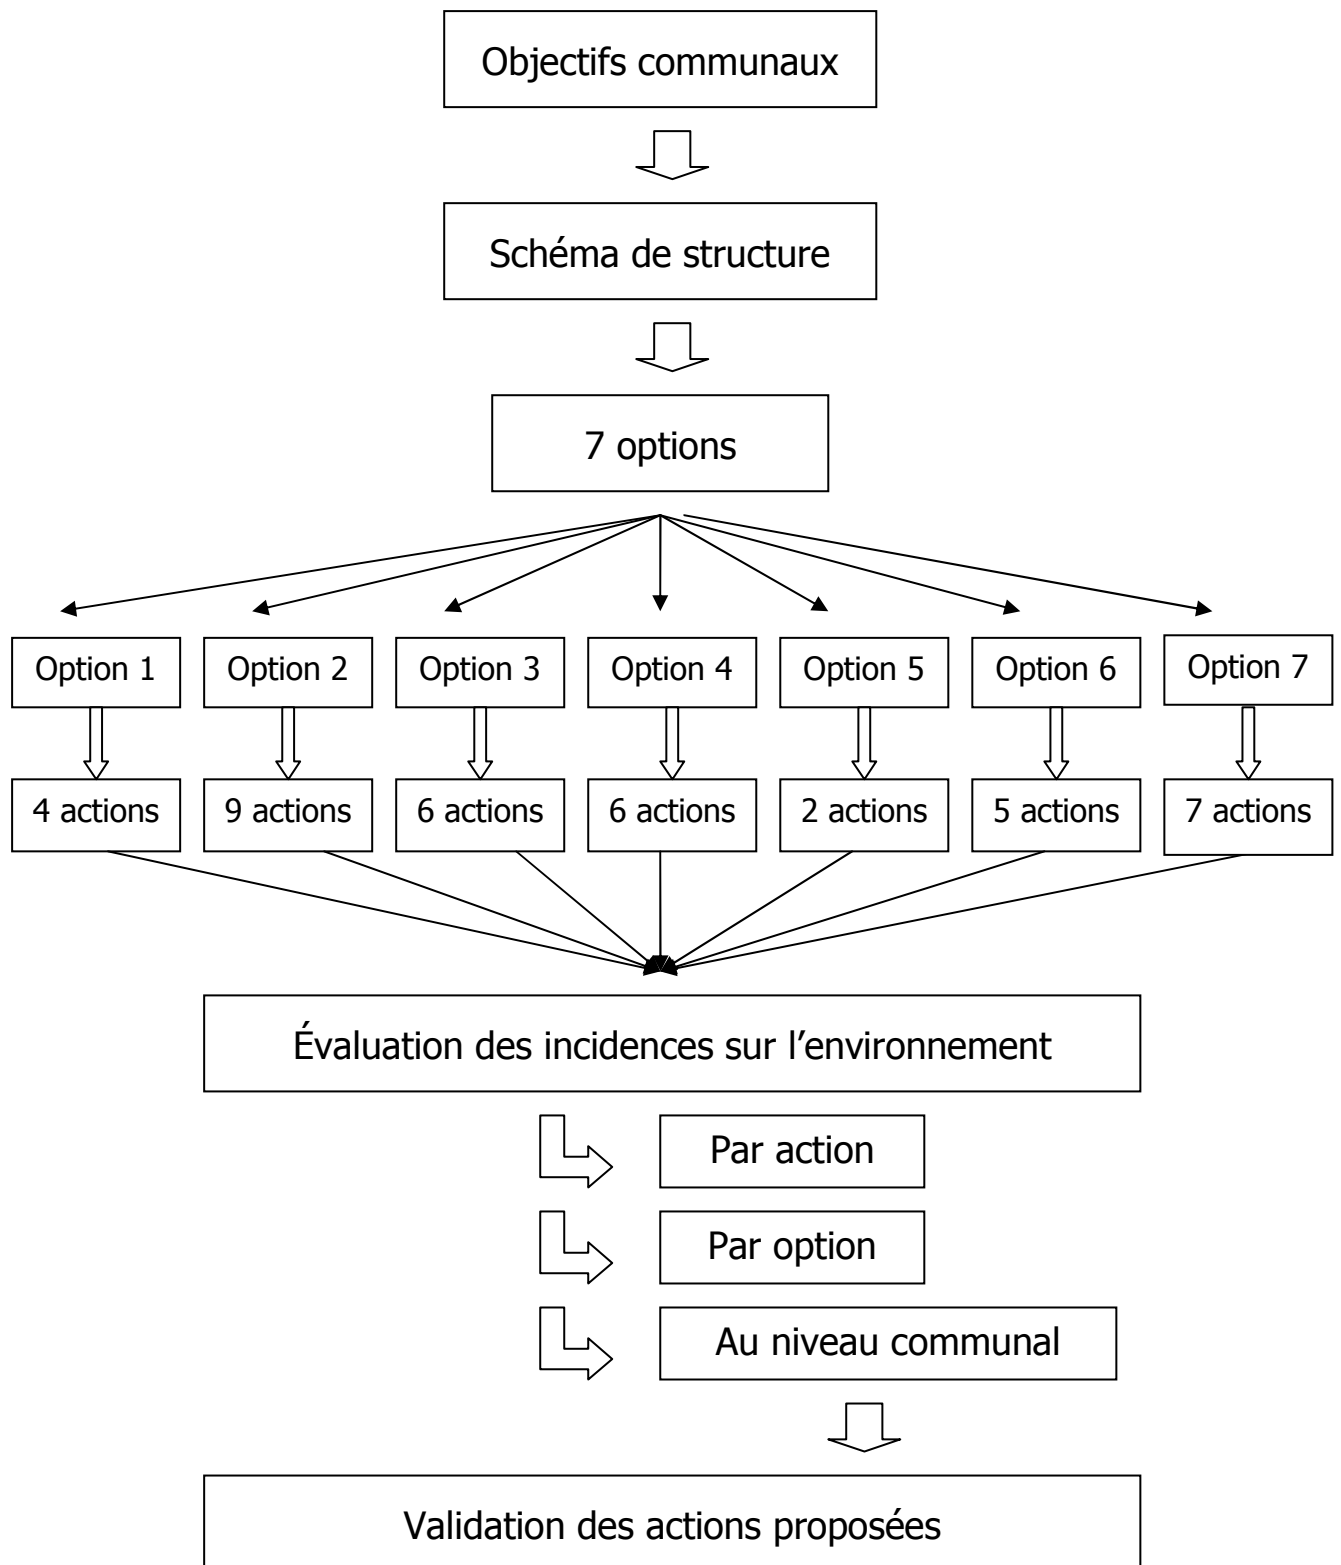 Objectifs communaux
Schéma de structure
7 options
Option 1
Option 2
Option 3
Option 4
Option 5
Option 6
Option 7
4 actions
9 actions
6 actions
6 actions
2 actions
5 actions
7 actions
Évaluation des incidences sur l’environnement
Par action
Par option
Au niveau communal
Validation des actions proposées